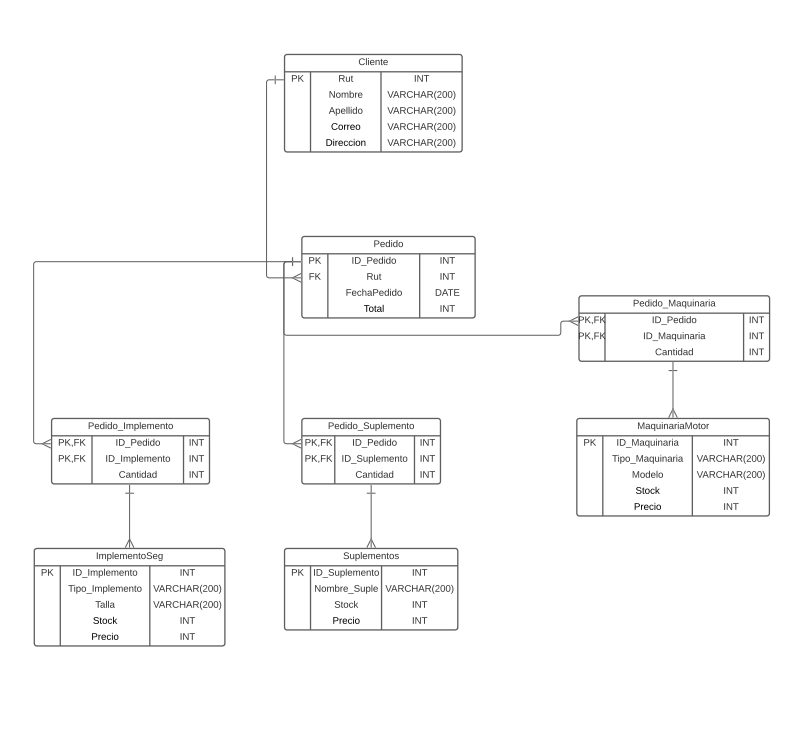 Cliente
PK Rut INT
Nombre VARCHAR(200)
Apellido VARCHAR(200)
Correo VARCHAR(200)
Direccion VARCHAR(200)
Pedido
PK ID_Pedido INT
FK Rut INT
FechaPedido DATE
Total INT
Pedido_Maquinaria
PK,FK ID_Pedido INT
PK,FK ID_Maquinaria INT
Cantidad INT
Pedido_Implemento
PK,FK ID_Pedido INT
PK,FK ID_Implemento INT
Cantidad INT
Pedido_Suplemento
PK,FK ID_Pedido INT
PK,FK ID_Suplemento INT
Cantidad INT
MaquinariaMotor
PK ID_Maquinaria INT
Tipo_Maquinaria VARCHAR(200)
Modelo VARCHAR(200)
Stock INT
Precio INT
ImplementoSeg
PK ID_Implemento INT
Tipo_Implemento VARCHAR(200)
Talla VARCHAR(200)
Stock INT
Precio INT
Suplementos
PK ID_Suplemento INT
Nombre_Suple VARCHAR(200)
Stock INT
Precio INT